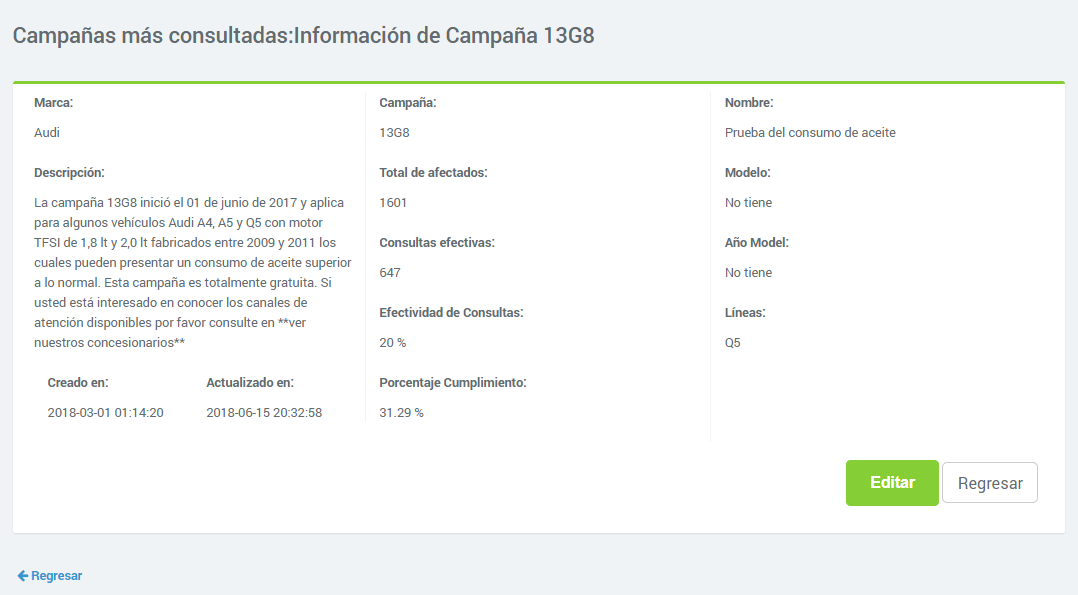 Campañas más consultadas:Información de Campaña 13G8
Marca:
Audi
Descripción:
La campaña 13G8 inició el 01 de junio de 2017 y aplica
para algunos vehículos Audi A4, A5 y Q5 con motor
TFSI de 1,8 lt y 2,0 lt fabricados entre 2009 y 2011 los
cuales pueden presentar un consumo de aceite superior
a lo normal. Esta campaña es totalmente gratuita. Si
usted está interesado en conocer los canales de
atención disponibles por favor consulte en **ver
nuestros concesionarios**
Creado en:
2018-03-01 01:14:20
Actualizado en:
2018-06-15 20:32:58
Campaña:
13G8
Total de afectados:
1601
Consultas efectivas:
647
Efectividad de Consultas:
20 %
Porcentaje Cumplimiento:
31.29 %
Nombre:
Prueba del consumo de aceite
Modelo:
No tiene
Año Model:
No tiene
Líneas:
Q5
Editar
Regresar
Regresar